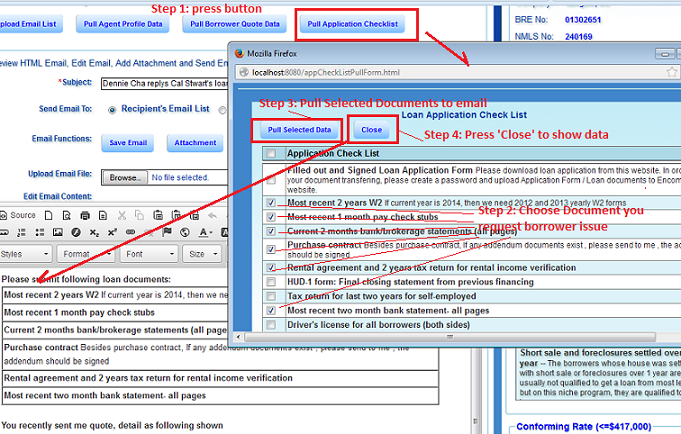 Step 1: press button
Upload Email List
Pull Agent Profile Data
Pull Borrower Quote Data
Pull Application Checklist
BRE No: 01302651
NMLS No: 240169
Preview HTML Email, Edit Email, Add Attachment and Send
*Subject: Dennie Cha replys Cal Stwart's loan
Send Email To: Recipient's Email List
Email Functions: Save Email Attachment
Upload Email File: Browse... No file selected.
Edit Email Content:
Source
Styles Format Font Size
Please submit following loan documents:
Most recent 2 years W2 If current year is 2014, then we need
Most recent 1 month pay check stubs
Current 2 months bank/brokerage statements (all pages)
Purchase contract Besides purchase contract, If any addendum documents exist , please send to me , the
addendum should be signed
Rental agreement and 2 years tax return for rental income verification
Most recent two month bank statement- all pages
You recently sent me quote, detail as following shown
Mozilla Firefox
localhost:8080/appCheckListPullForm.html
Step 3: Pull Selected Documents to email
Loan Application Check List
Pull Selected Data
Close
Step 4: Press 'Close' to show data
Application Check List
Filled out and Signed Loan Application Form Please download loan application from this website. In ord
your document transfering, please create a password and upload Application Form / Loan documents to Encom
website.
Most recent 2 years W2 If current year is 2014, then we need 2012 and 2013 yearly W2 forms
Step 2: Choose Document you
request borrower issue
Most recent 1 month pay check stubs
Current 2 months bank/brokerage statements (all pages)
Purchase contract Besides purchase contract, If any addendum documents exist , please send to me , the ad
should be signed
Rental agreement and 2 years tax return for rental income verification
HUD-1 form: Final closing statement from previous financing
Tax return for last two years for self-employed
Most recent two month bank statement- all pages
Driver's license for all borrowers (both sides)
Short sale and foreclosures settled over
year -- The borrowers whose house was sett
with short sale or foreclosures over 1 year are
usually not qualified to get a loan from most le
but on this niche program, they are qualified to
Conforming Rate (<=$417,000)